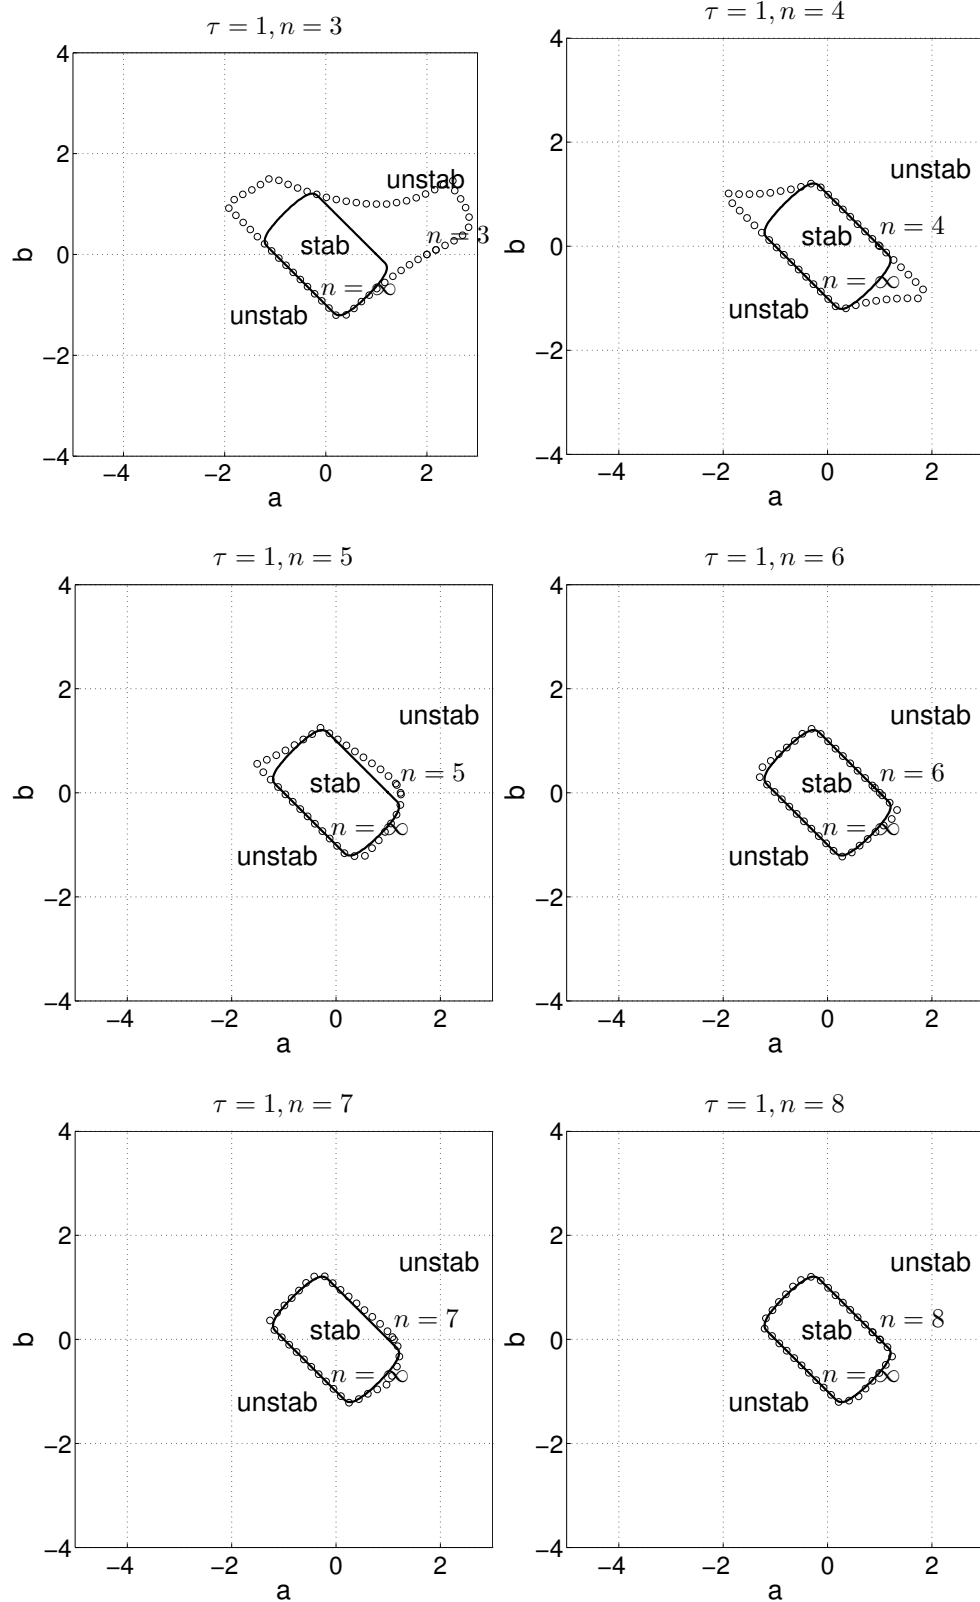 τ = 1, n = 3
4
2
0
−2
−4
−4
−2
0
2
a
b
unstab
n = 3
stab
n = ∞
unstab
τ = 1, n = 4
4
2
0
−2
−4
−4
−2
0
2
a
b
unstab
n = 4
stab
n = ∞
unstab
τ = 1, n = 5
4
2
0
−2
−4
−4
−2
0
2
a
b
unstab
n = 5
stab
n = ∞
unstab
τ = 1, n = 6
4
2
0
−2
−4
−4
−2
0
2
a
b
unstab
n = 6
stab
n = ∞
unstab
τ = 1, n = 7
4
2
0
−2
−4
−4
−2
0
2
a
b
unstab
n = 7
stab
n = ∞
unstab
τ = 1, n = 8
4
2
0
−2
−4
−4
−2
0
2
a
b
unstab
n = 8
stab
n = ∞
unstab